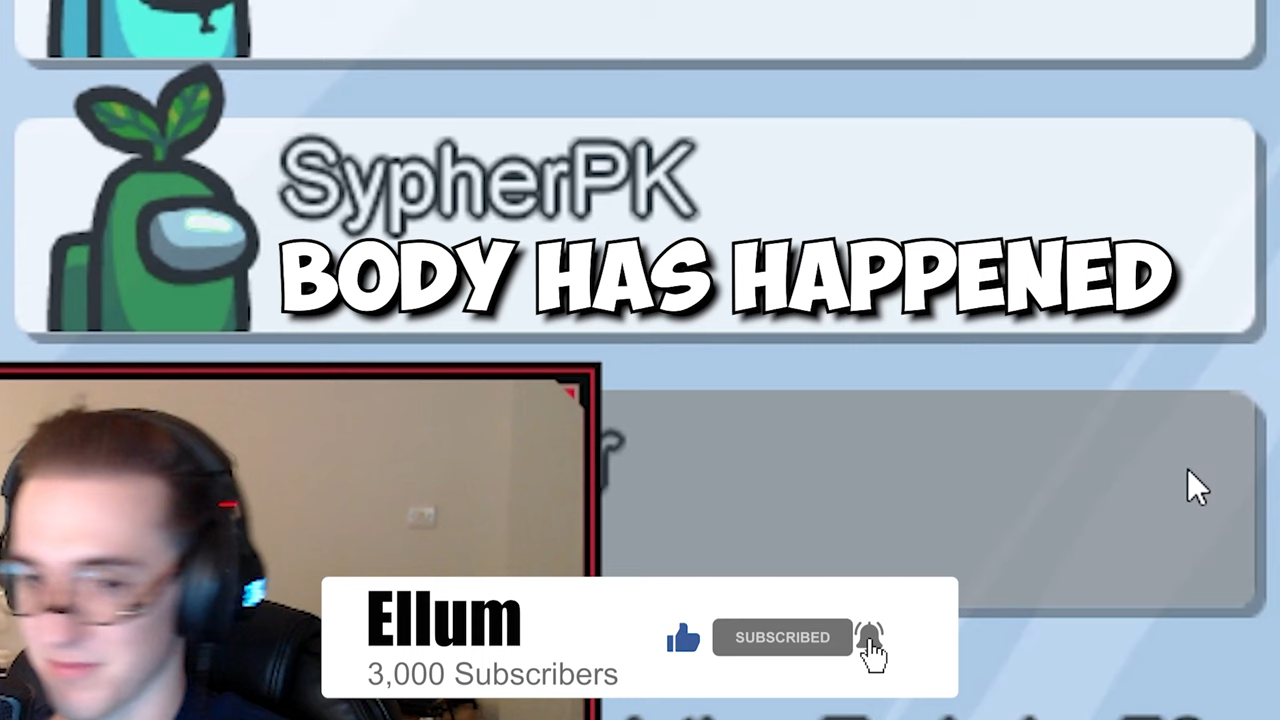 SypherPK
BODY HAS HAPPENED
Ellum
SUBSCRIBED
3,000 Subscribers